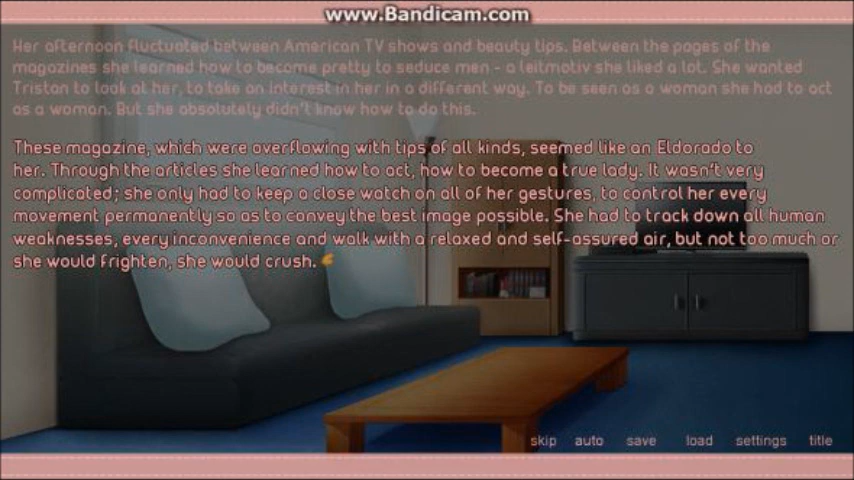 www.Bandicam.com
Her afternoon fluctuated between American TV shows and beauty tips. Between the pages of the
magazines she learned how to become pretty to seduce men - a leitmotiv she liked a lot. She wanted
Tristan to look at her, to take an interest in her in a different way. To be seen as a woman she had to act
as a woman. But she absolutely didn't know how to do this.
These magazine, which were overflowing with tips of all kinds, seemed like an Eldorado to
her. Through the articles she learned how to act, how to become a true lady. It wasn't very
complicated; she only had to keep a close watch on all of her gestures, to control her every
movement permanently so as to convey the best image possible. She had to track down all human
weaknesses, every inconvenience and walk with a relaxed and self-assured air, but not too much or
she would frighten, she would crush.
skip auto save load settings title